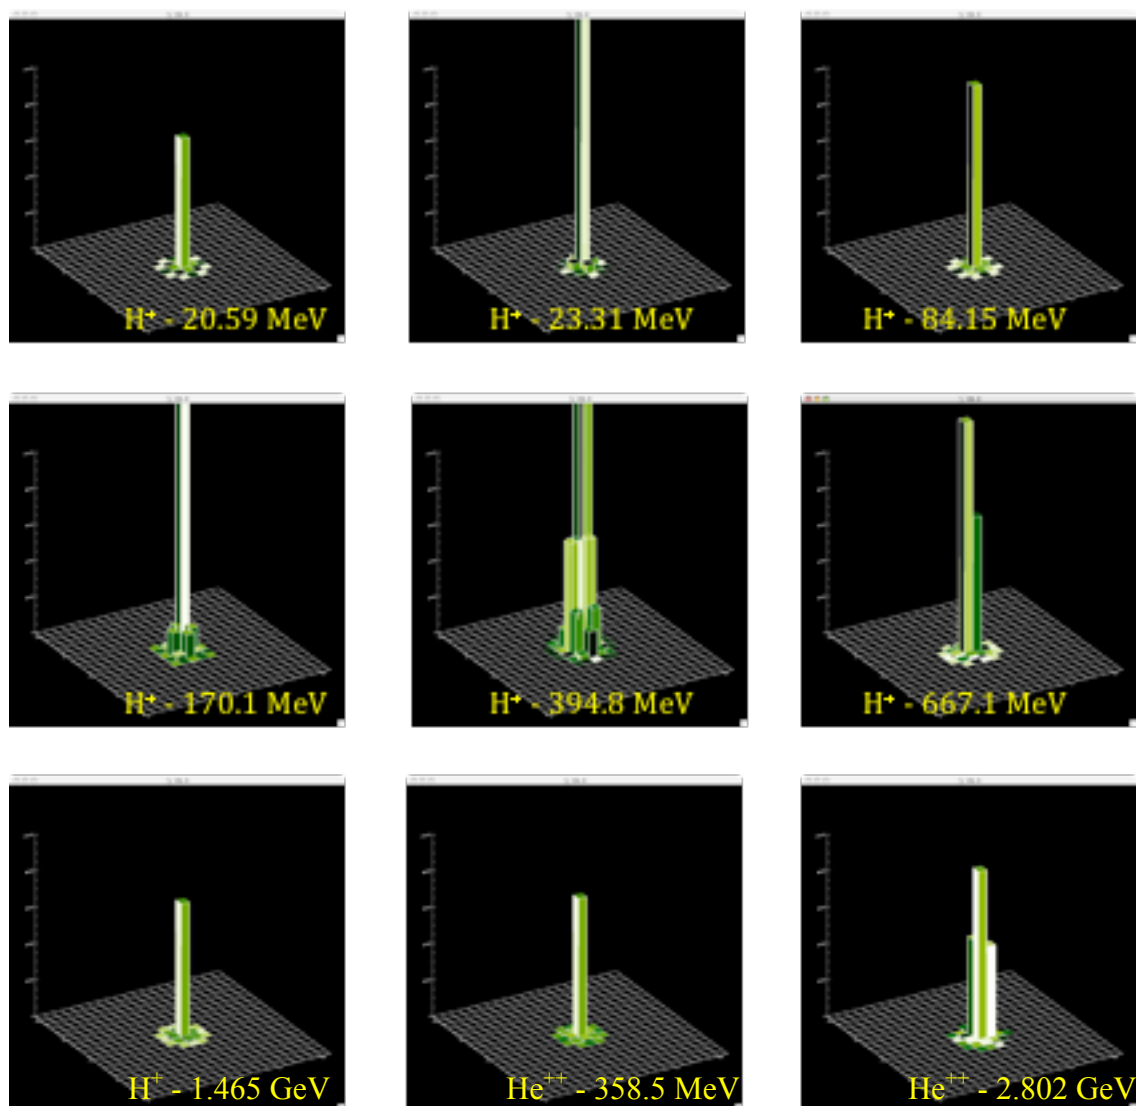 H⁺ - 20.59 MeV
H⁺ - 23.31 MeV
H⁺ - 84.15 MeV
H⁺ - 170.1 MeV
H⁺ - 394.8 MeV
H⁺ - 667.1 MeV
H⁺ - 1.465 GeV
He⁺⁺ - 358.5 MeV
He⁺⁺ - 2.802 GeV